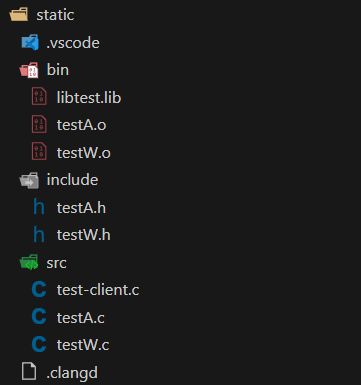 static
.vscode
bin
libtest.lib
testA.o
testW.o
include
testA.h
testW.h
src
test-client.c
testA.c
testW.c
.clangd